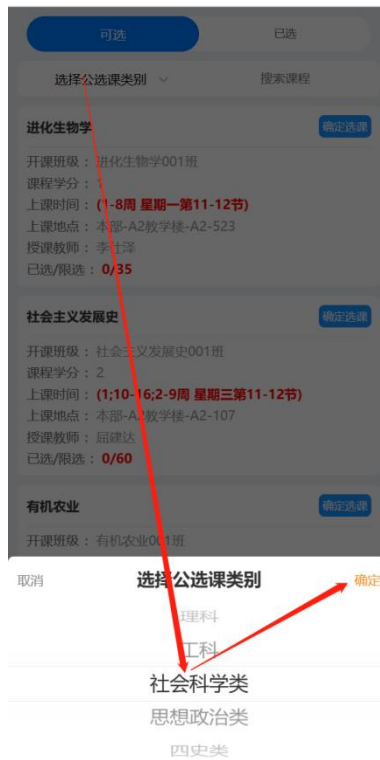 可选 已选
选择公选课类别 搜索课程
进化生物学 确定选课
开课班级：进化生物学001班
课程学分：1
上课时间：(1-8周 星期一第11-12节)
上课地点：本部-A2教学楼-A2-523
授课教师：李仕泽
已选/限选：0/35
社会主义发展史 确定选课
开课班级：社会主义发展史001班
课程学分：2
上课时间：(1;10-16;2-9周 星期三第11-12节)
上课地点：本部-A2教学楼-A2-107
授课教师：屈建达
已选/限选：0/60
有机农业 确定选课
开课班级：有机农业001班
取消 选择公选课类别 确定
理科
工科
社会科学类
思想政治类
四史类